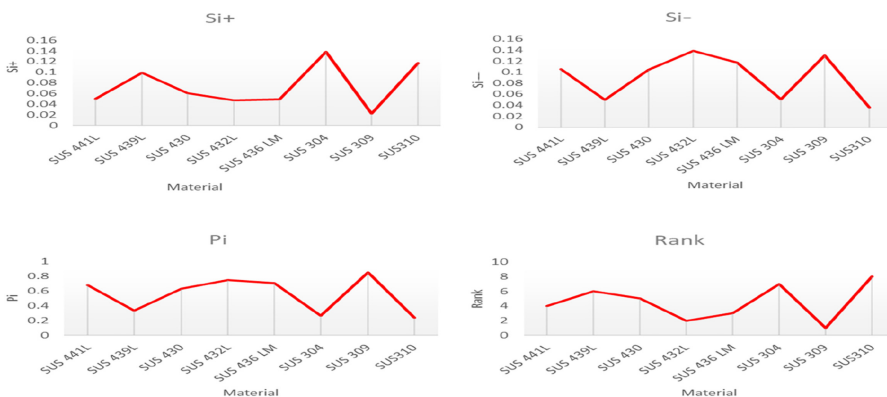 Si+
0.16
0.14
0.12
0.1
0.08
0.06
0.04
0.02
0
Si+
SUS 441L
SUS 439L
SUS 430
SUS 432L
SUS 436 LM
SUS 304
SUS 309
SUS310
Material
Si-
0.16
0.14
0.12
0.1
0.08
0.06
0.04
0.02
0
Si—
SUS 441L
SUS 439L
SUS 430
SUS 432L
SUS 436 LM
SUS 304
SUS 309
SUS310
Material
Pi
1
0.8
0.6
0.4
0.2
0
Pi
SUS 441L
SUS 439L
SUS 430
SUS 432L
SUS 436 LM
SUS 304
SUS 309
SUS310
Material
Rank
10
8
6
4
2
0
Rank
SUS 441L
SUS 439L
SUS 430
SUS 432L
SUS 436 LM
SUS 304
SUS 309
SUS310
Material